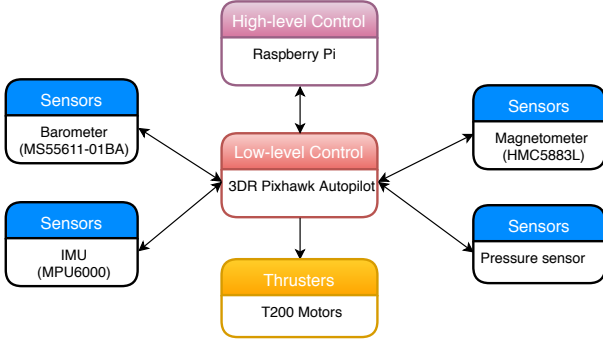 High-level Control
Raspberry Pi
Sensors
Barometer
(MS55611-01BA)
Sensors
Magnetometer
(HMC5883L)
Low-level Control
3DR Pixhawk Autopilot
Sensors
IMU
(MPU6000)
Sensors
Pressure sensor
Thrusters
T200 Motors